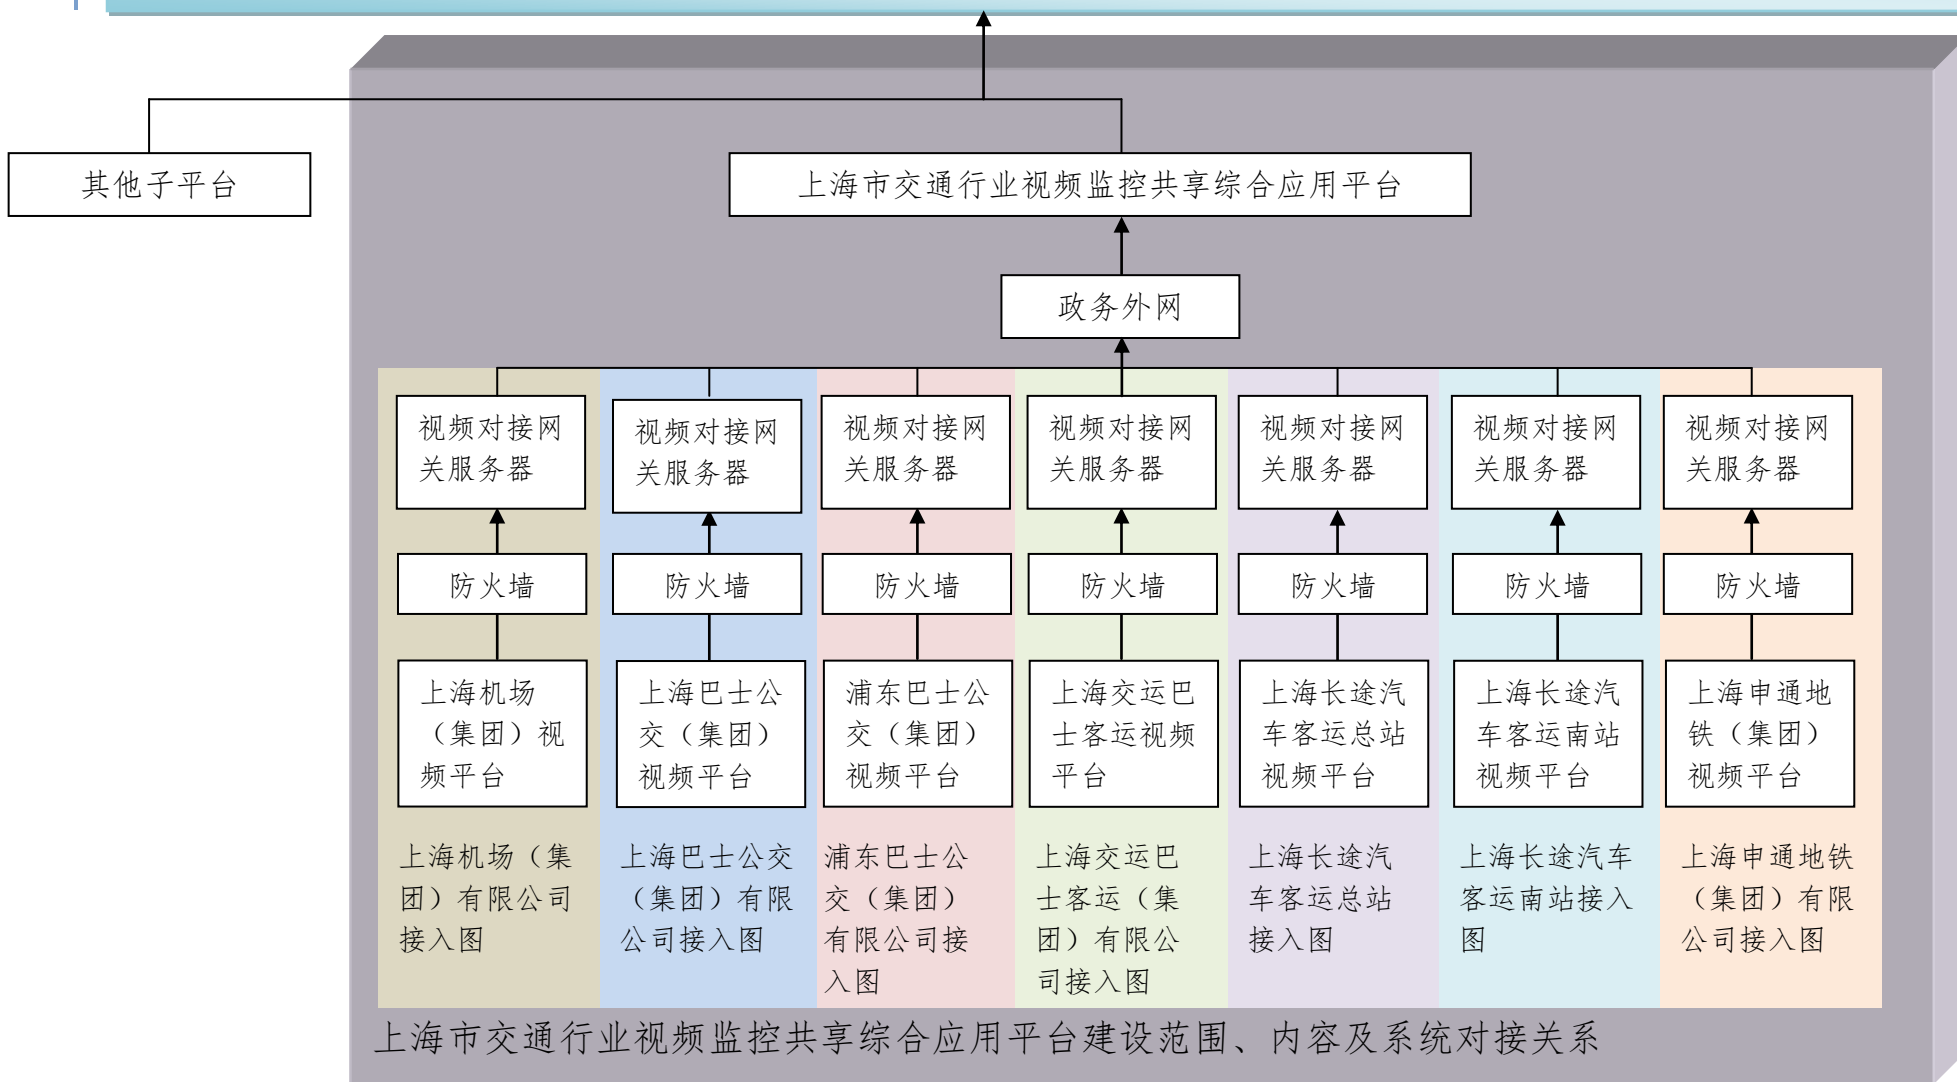 其他子平台
上海市交通行业视频监控共享综合应用平台
政务外网
视频对接网
关服务器
视频对接网
关服务器
视频对接网
关服务器
视频对接网
关服务器
视频对接网
关服务器
视频对接网
关服务器
视频对接网
关服务器
防火墙
防火墙
防火墙
防火墙
防火墙
防火墙
防火墙
上海机场
（集团）视
频平台
上海巴士公
交（集团）
视频平台
浦东巴士公
交（集团）
视频平台
上海交运巴
士客运视频
平台
上海长途汽
车客运总站
视频平台
上海长途汽
车客运南站
视频平台
上海申通地
铁（集团）
视频平台
上海机场（集
团）有限公司
接入图
上海巴士公交
（集团）有限
公司接入图
浦东巴士公
交（集团）
有限公司接
入图
上海交运巴
士客运（集
团）有限公
司接入图
上海长途汽
车客运总站
接入图
上海长途汽车
客运南站接入
图
上海申通地铁
（集团）有限
公司接入图
上海市交通行业视频监控共享综合应用平台建设范围、内容及系统对接关系